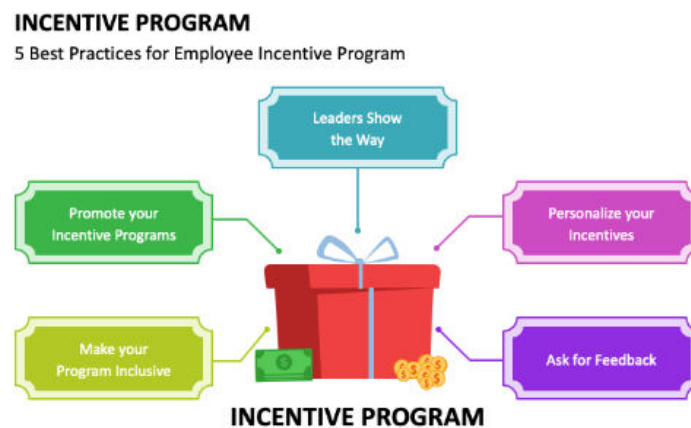 INCENTIVE PROGRAM
5 Best Practices for Employee Incentive Program
Leaders Show
the Way
Promote your
Incentive Programs
Personalize your
Incentives
Make your
Program Inclusive
Ask for Feedback
$
$
$
$
$
$
$
INCENTIVE PROGRAM